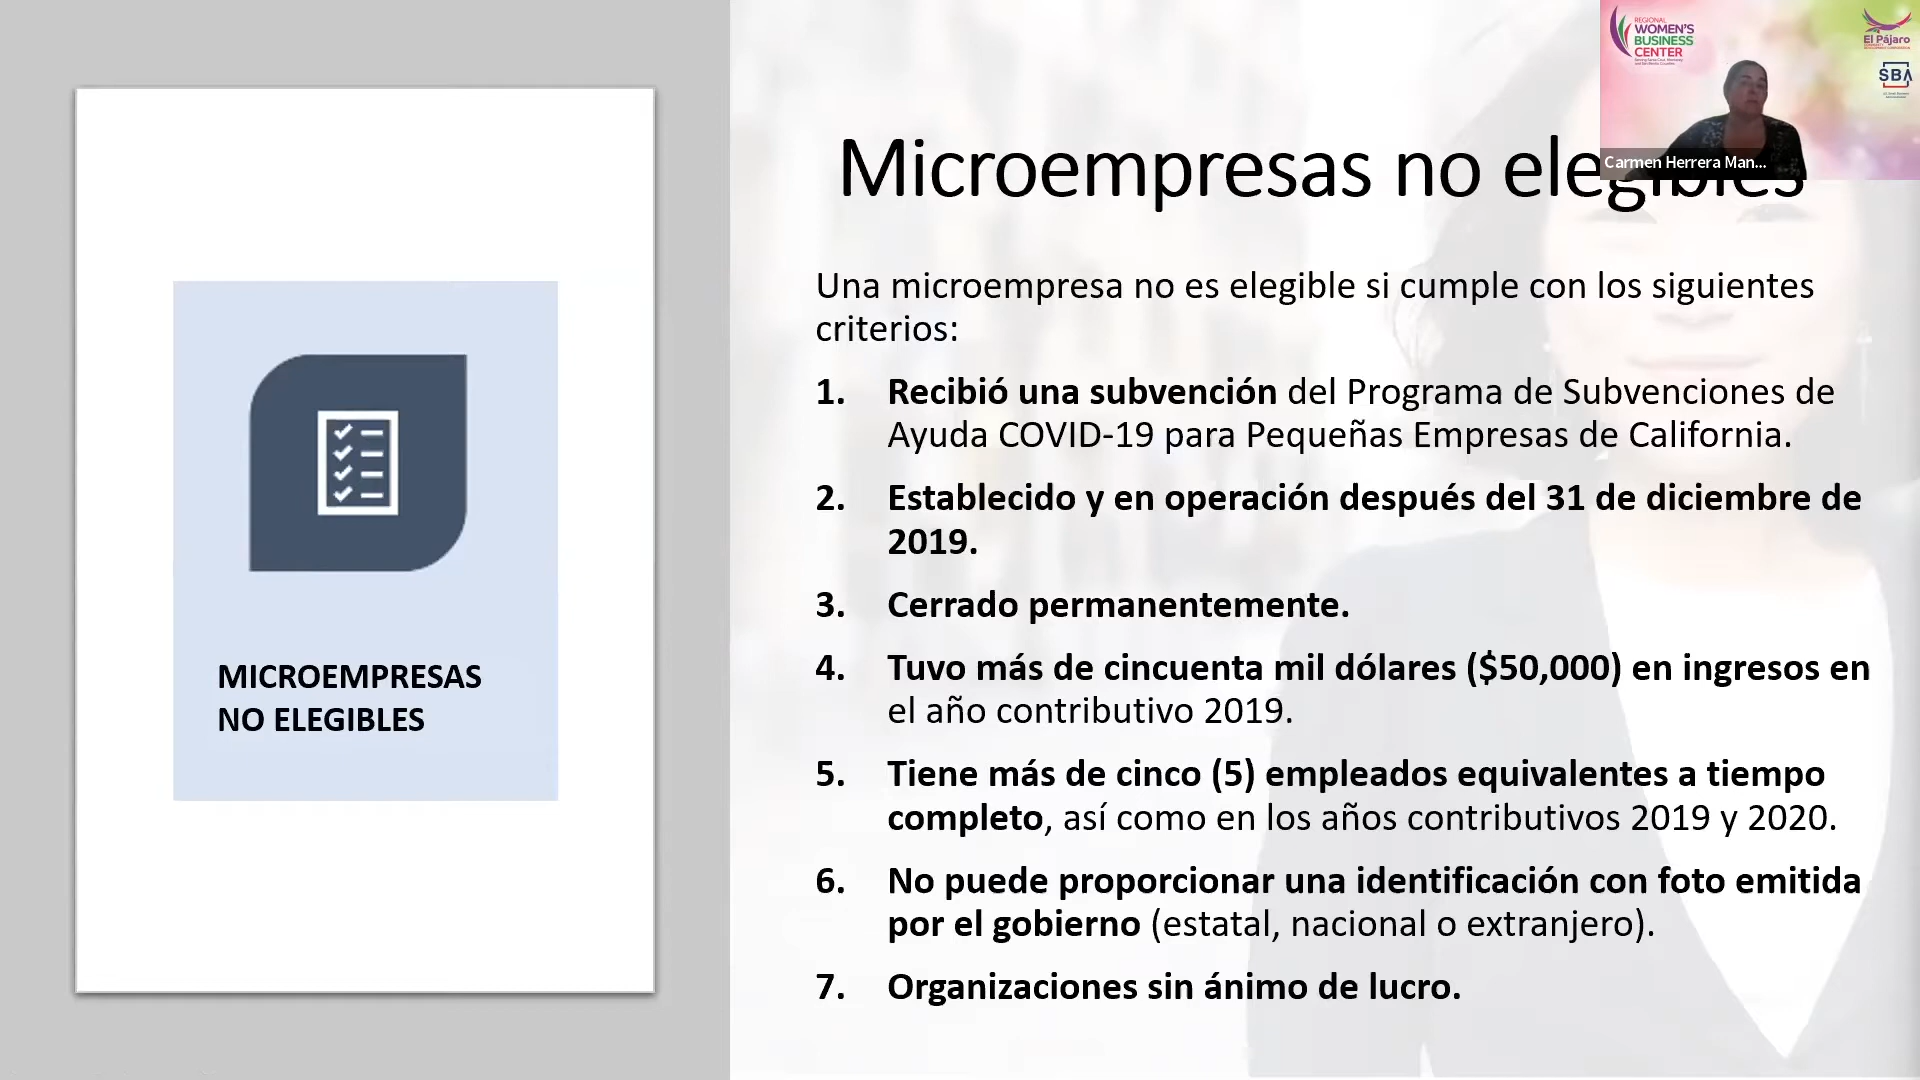 REGIONAL
WOMEN'S
BUSINESS
CENTER
El Pájaro
SBA
Carmen Herrera Man...
Microempresas no elegibles
Una microempresa no es elegible si cumple con los siguientes
criterios:
1. Recibió una subvención del Programa de Subvenciones de
Ayuda COVID-19 para Pequeñas Empresas de California.
2. Establecido y en operación después del 31 de diciembre de
2019.
3. Cerrado permanentemente.
4. Tuvo más de cincuenta mil dólares ($50,000) en ingresos en
el año contributivo 2019.
5. Tiene más de cinco (5) empleados equivalentes a tiempo
completo, así como en los años contributivos 2019 y 2020.
6. No puede proporcionar una identificación con foto emitida
por el gobierno (estatal, nacional o extranjero).
7. Organizaciones sin ánimo de lucro.
MICROEMPRESAS
NO ELEGIBLES